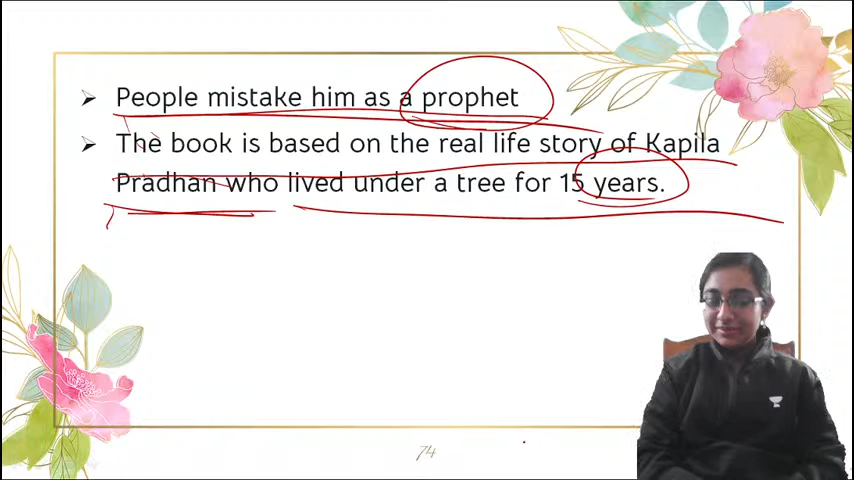 People mistake him as a prophet
The book is based on the real life story of Kapila
Pradhan who lived under a tree for 15 years.
74